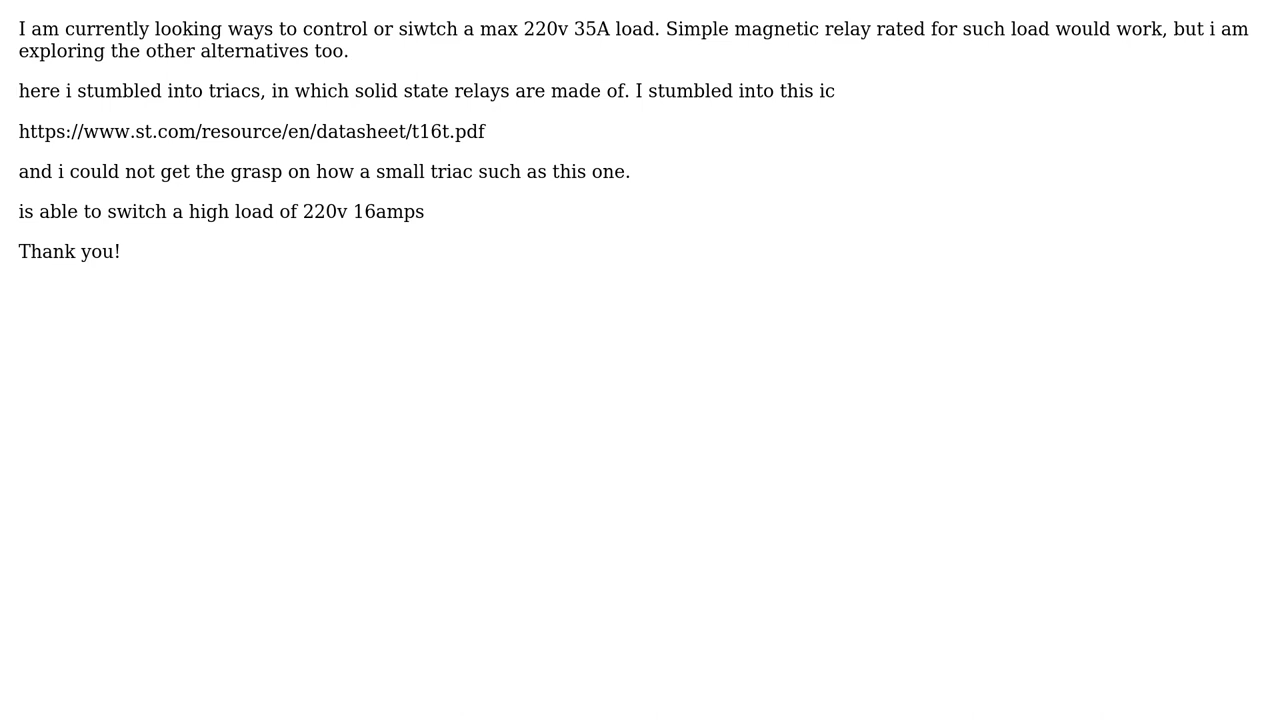 I am currently looking ways to control or siwtch a max 220v 35A load. Simple magnetic relay rated for such load would work, but i am
exploring the other alternatives too.
here i stumbled into triacs, in which solid state relays are made of. I stumbled into this ic
https://www.st.com/resource/en/datasheet/t16t.pdf
and i could not get the grasp on how a small triac such as this one.
is able to switch a high load of 220v 16amps
Thank you!